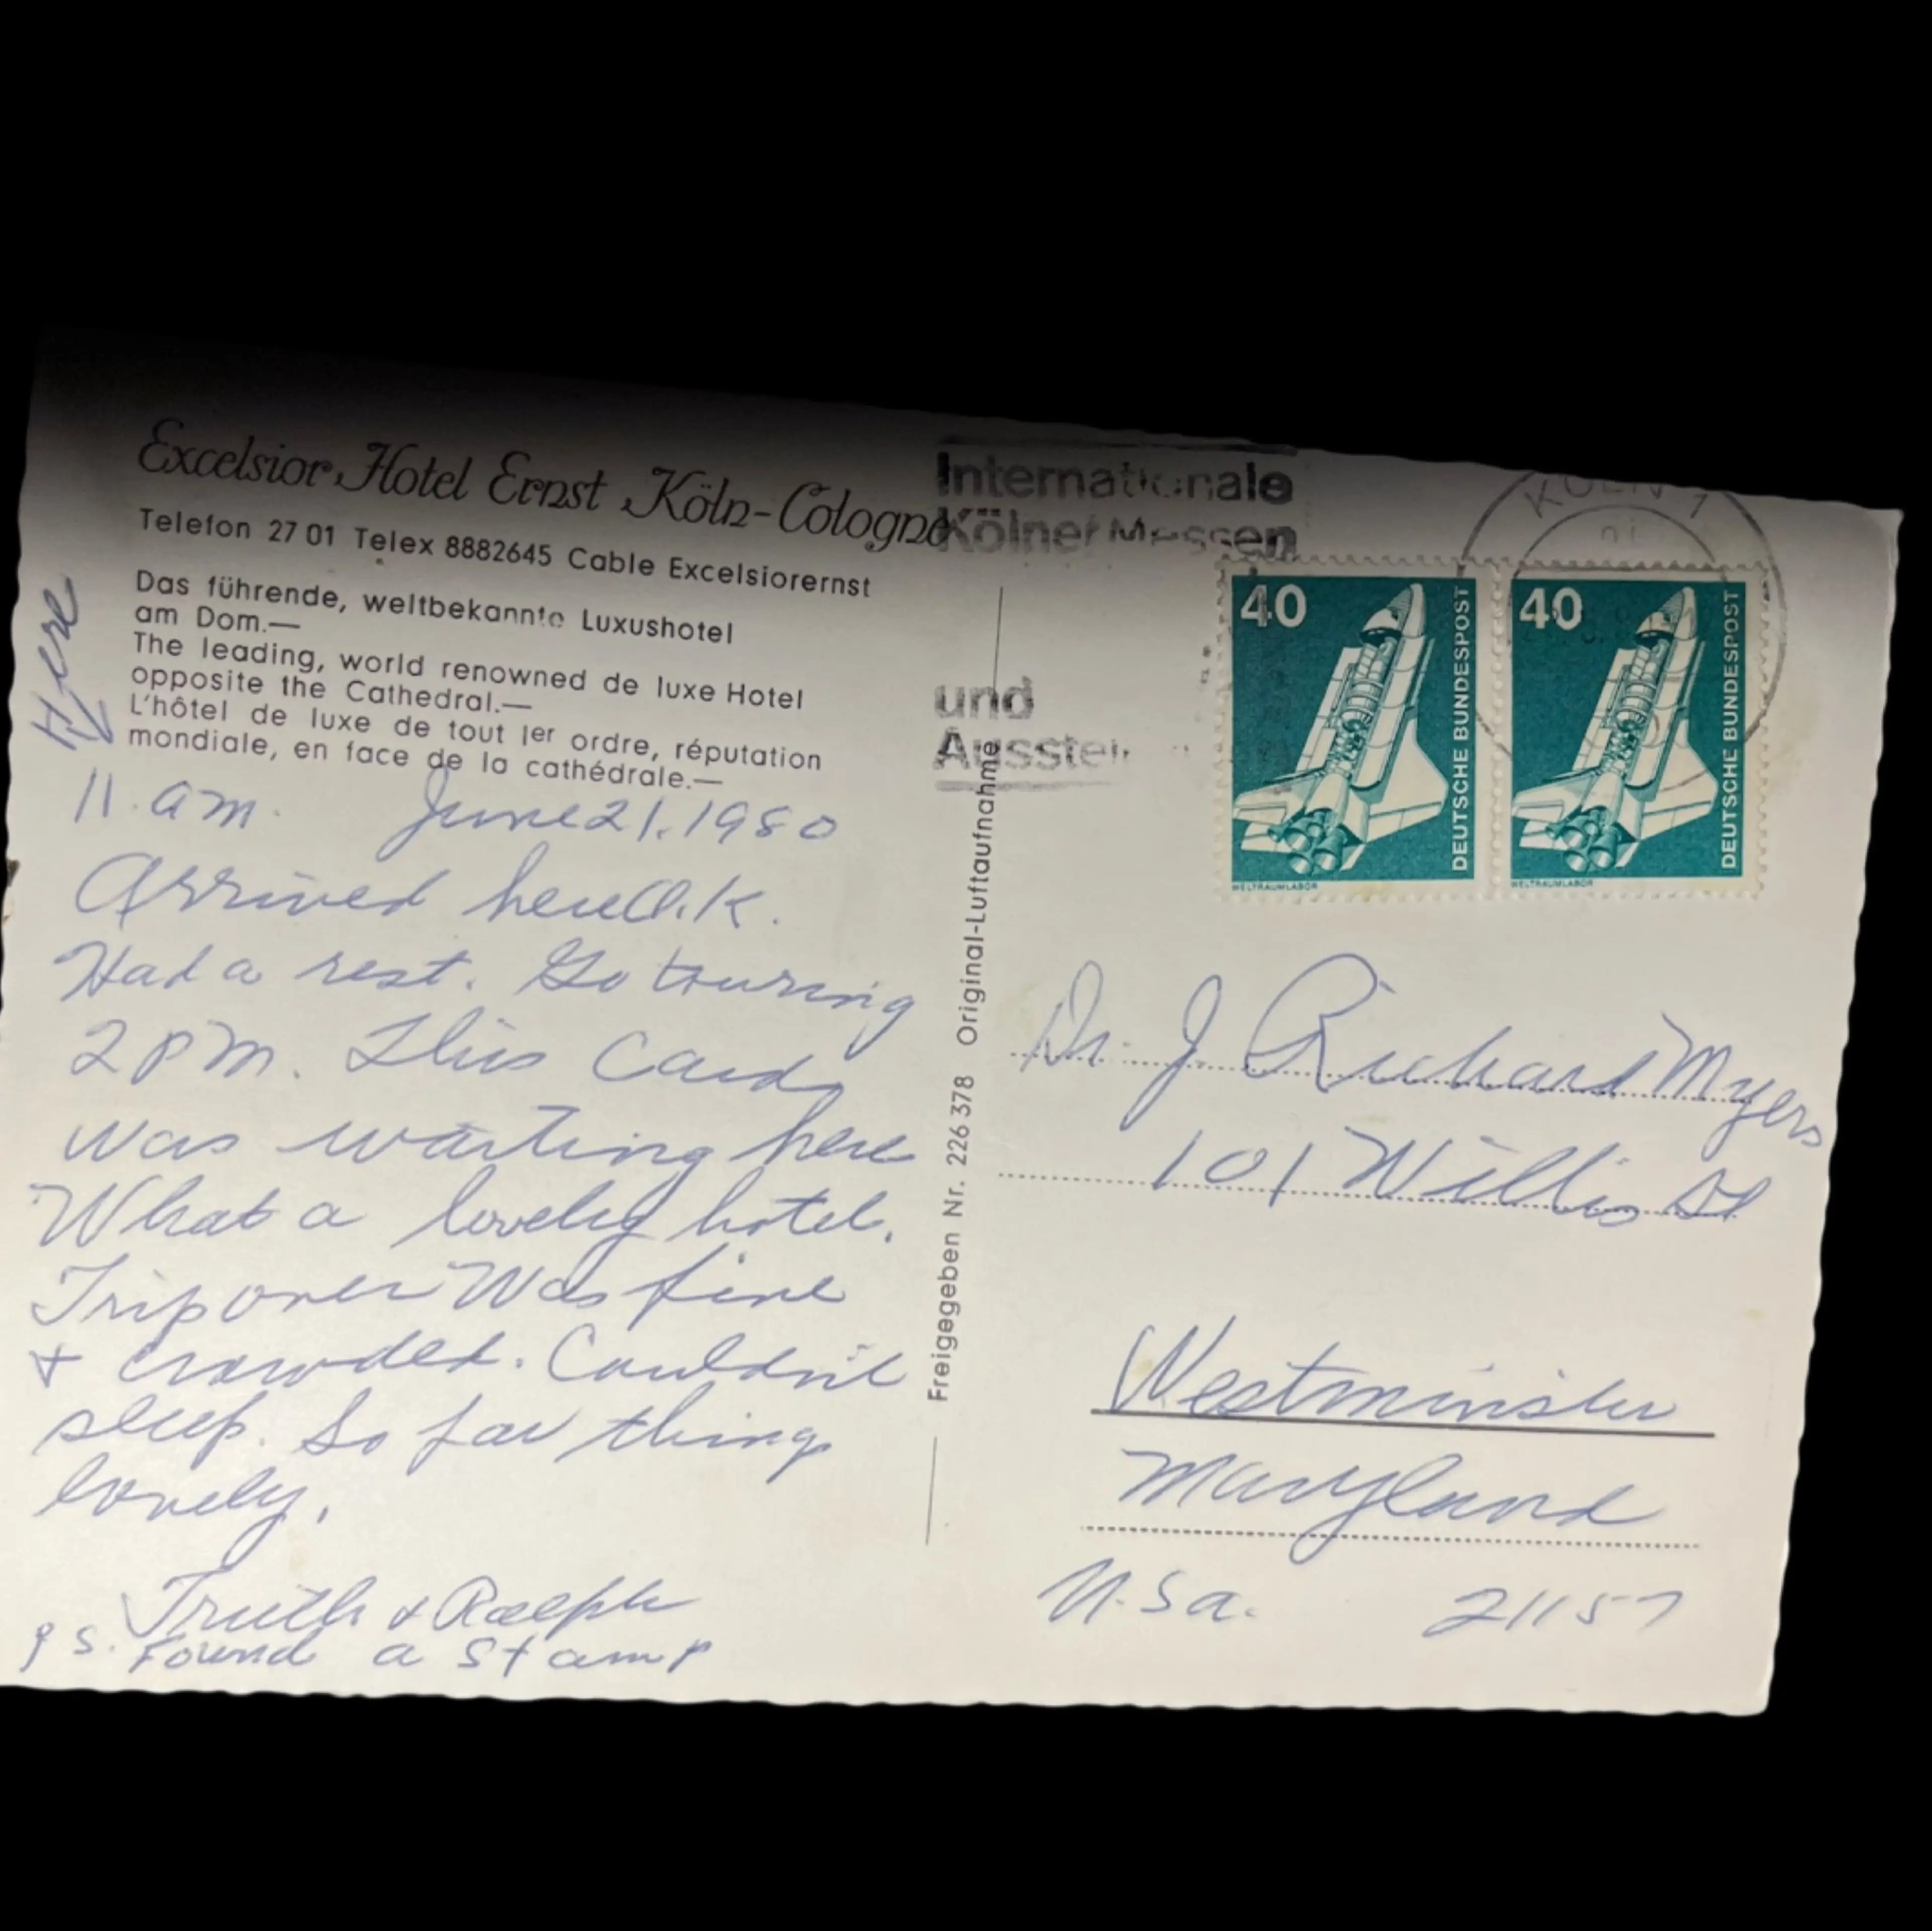 Excelsior Hotel Ernst Köln-Cologne
Telefon 27 01 Telex 8882645 Cable Excelsiorernst
Das führende, weltbekannte Luxushotel
am Dom.—
The leading, world renowned de luxe Hotel
opposite the Cathedral.—
L'hôtel de luxe de tout 1er ordre, réputation
mondiale, en face de la cathédrale.—
Here
11. am. June 21. 1980
Arrived here O.K.
Had a rest. Go touring
2 PM. This Card
was waiting here
What a lovely hotel.
Trip over was fine
& crowded. Couldn't
sleep. So far things
lovely.
Truth & Ralph
PS. Found a stamp
Freigegeben Nr. 226 378 Original-Luftaufnahme
Internationale
Kölner Messen
und
KÖLN 1
40
DEUTSCHE BUNDESPOST
WELTRAUMLABOR
40
DEUTSCHE BUNDESPOST
WELTRAUMLABOR
Dr. J. Richard Myers
101 Willis St
Westminster
Maryland
U.S.a. 21157